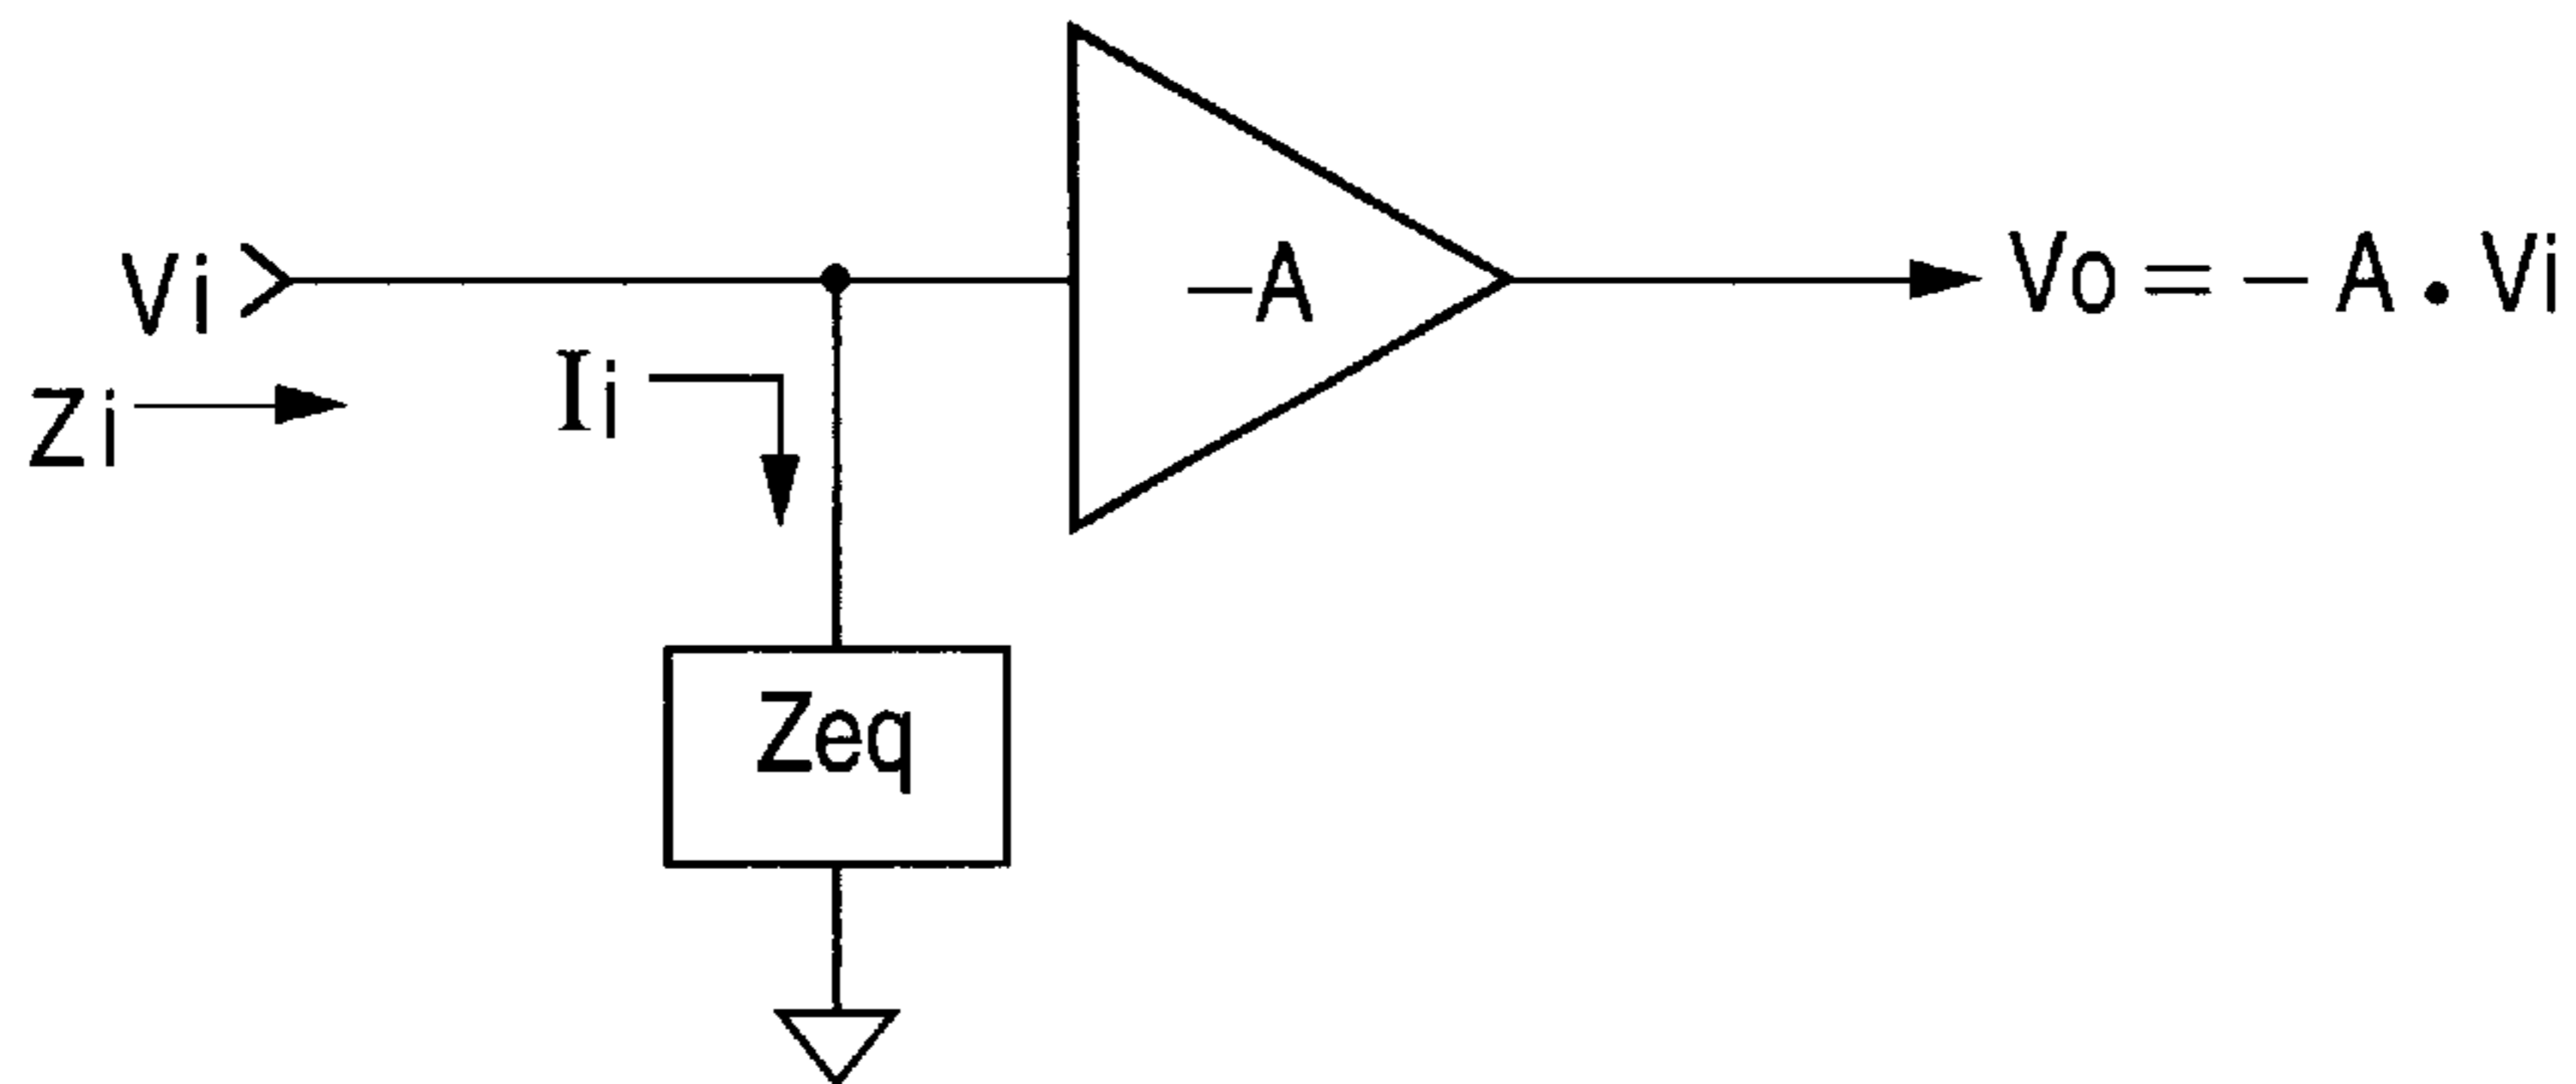 Vi
-A
Vo = - A • Vi
Zi
Ii
Zeq